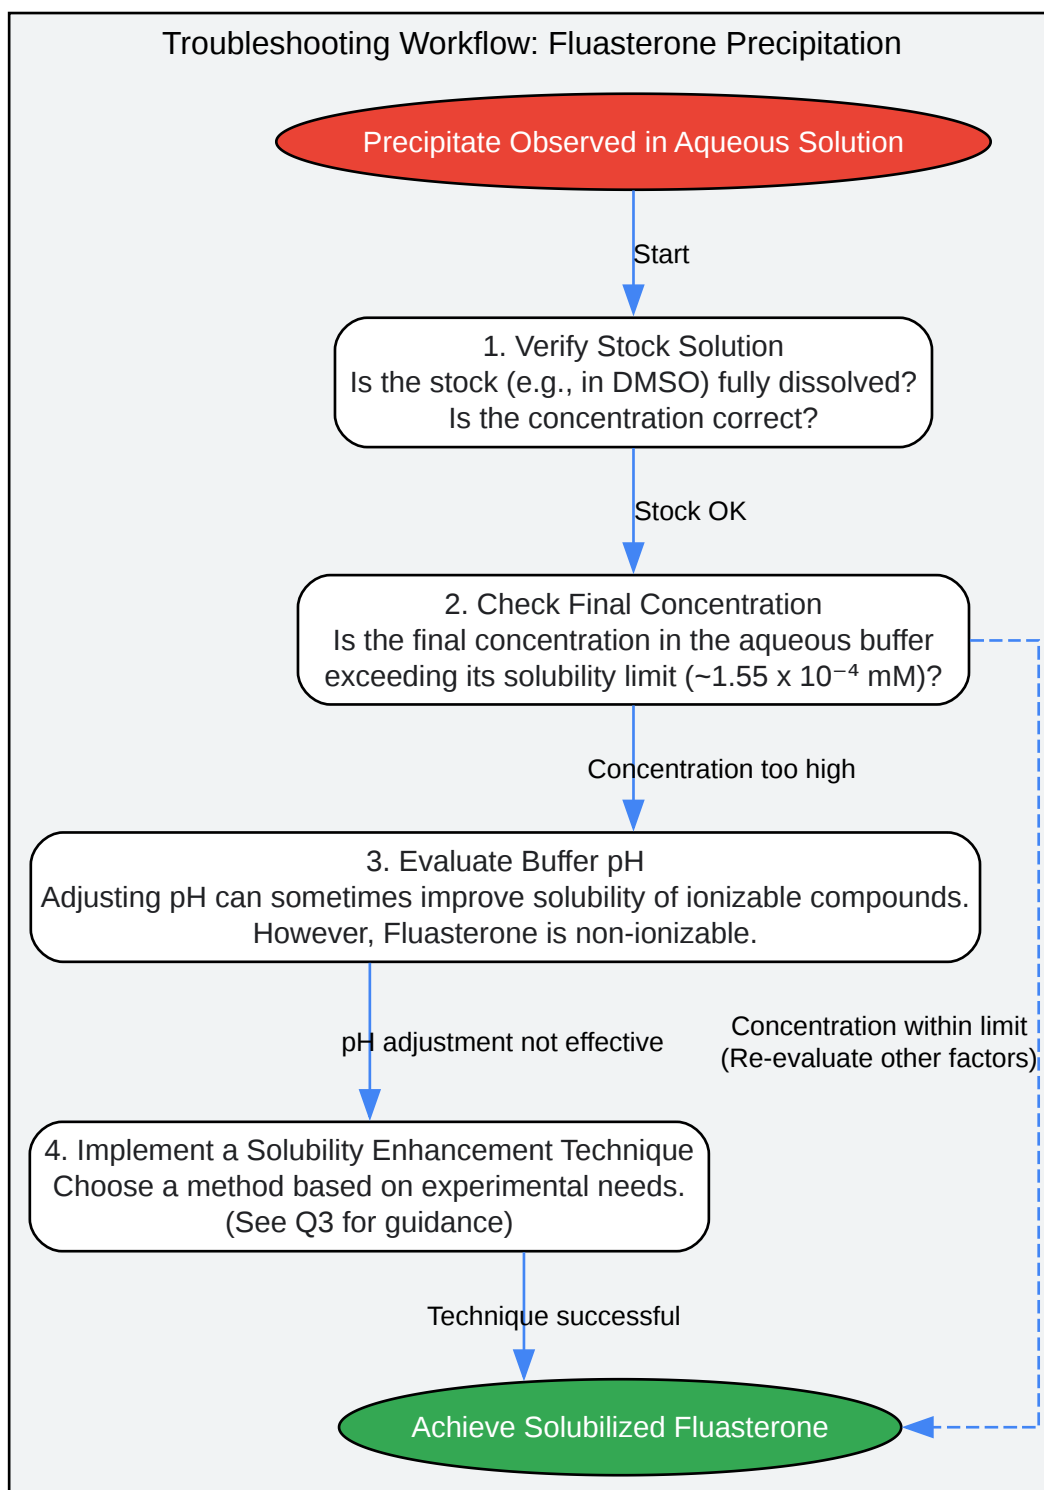 Troubleshooting Workflow: Fluasterone Precipitation
Precipitate Observed in Aqueous Solution
Start
1. Verify Stock Solution
Is the stock (e.g., in DMSO) fully dissolved?
Is the concentration correct?
Stock OK
2. Check Final Concentration
Is the final concentration in the aqueous buffer
exceeding its solubility limit (~1.55 x 10⁻⁴ mM)?
Concentration too high
3. Evaluate Buffer pH
Adjusting pH can sometimes improve solubility of ionizable compounds.
However, Fluasterone is non-ionizable.
Concentration within limit
(Re-evaluate other factors)
pH adjustment not effective
4. Implement a Solubility Enhancement Technique
Choose a method based on experimental needs.
(See Q3 for guidance)
Technique successful
Achieve Solubilized Fluasterone